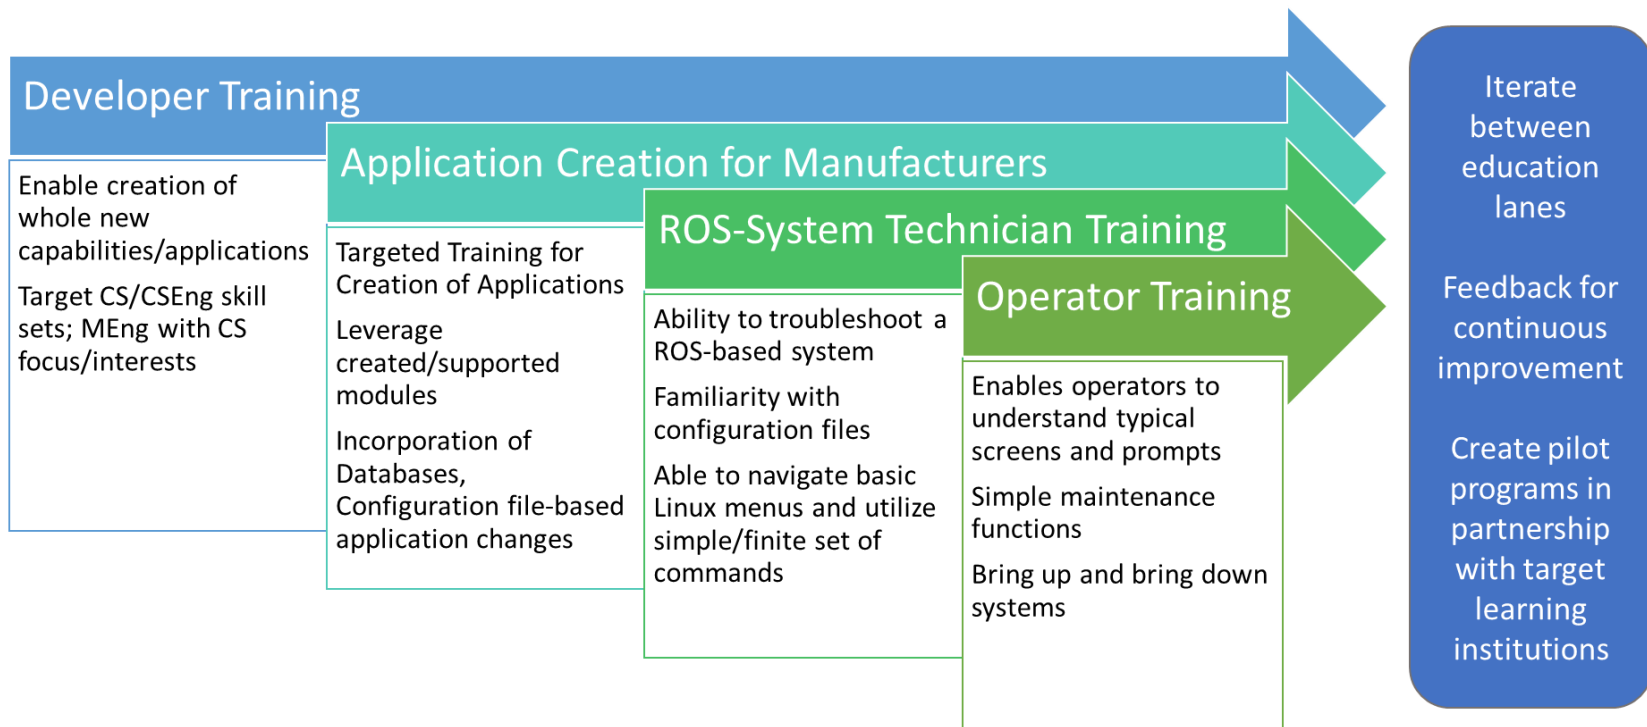 Developer Training
Enable creation of
whole new
capabilities/applications
Target CS/CSEng skill
sets; MEng with CS
focus/interests
Application Creation for Manufacturers
Targeted Training for
Creation of Applications
Leverage
created/supported
modules
Incorporation of
Databases,
Configuration file-based
application changes
ROS-System Technician Training
Ability to troubleshoot a
ROS-based system
Familiarity with
configuration files
Able to navigate basic
Linux menus and utilize
simple/finite set of
commands
Operator Training
Enables operators to
understand typical
screens and prompts
Simple maintenance
functions
Bring up and bring down
systems
Iterate
between
education
lanes
Feedback for
continuous
improvement
Create pilot
programs in
partnership
with target
learning
institutions